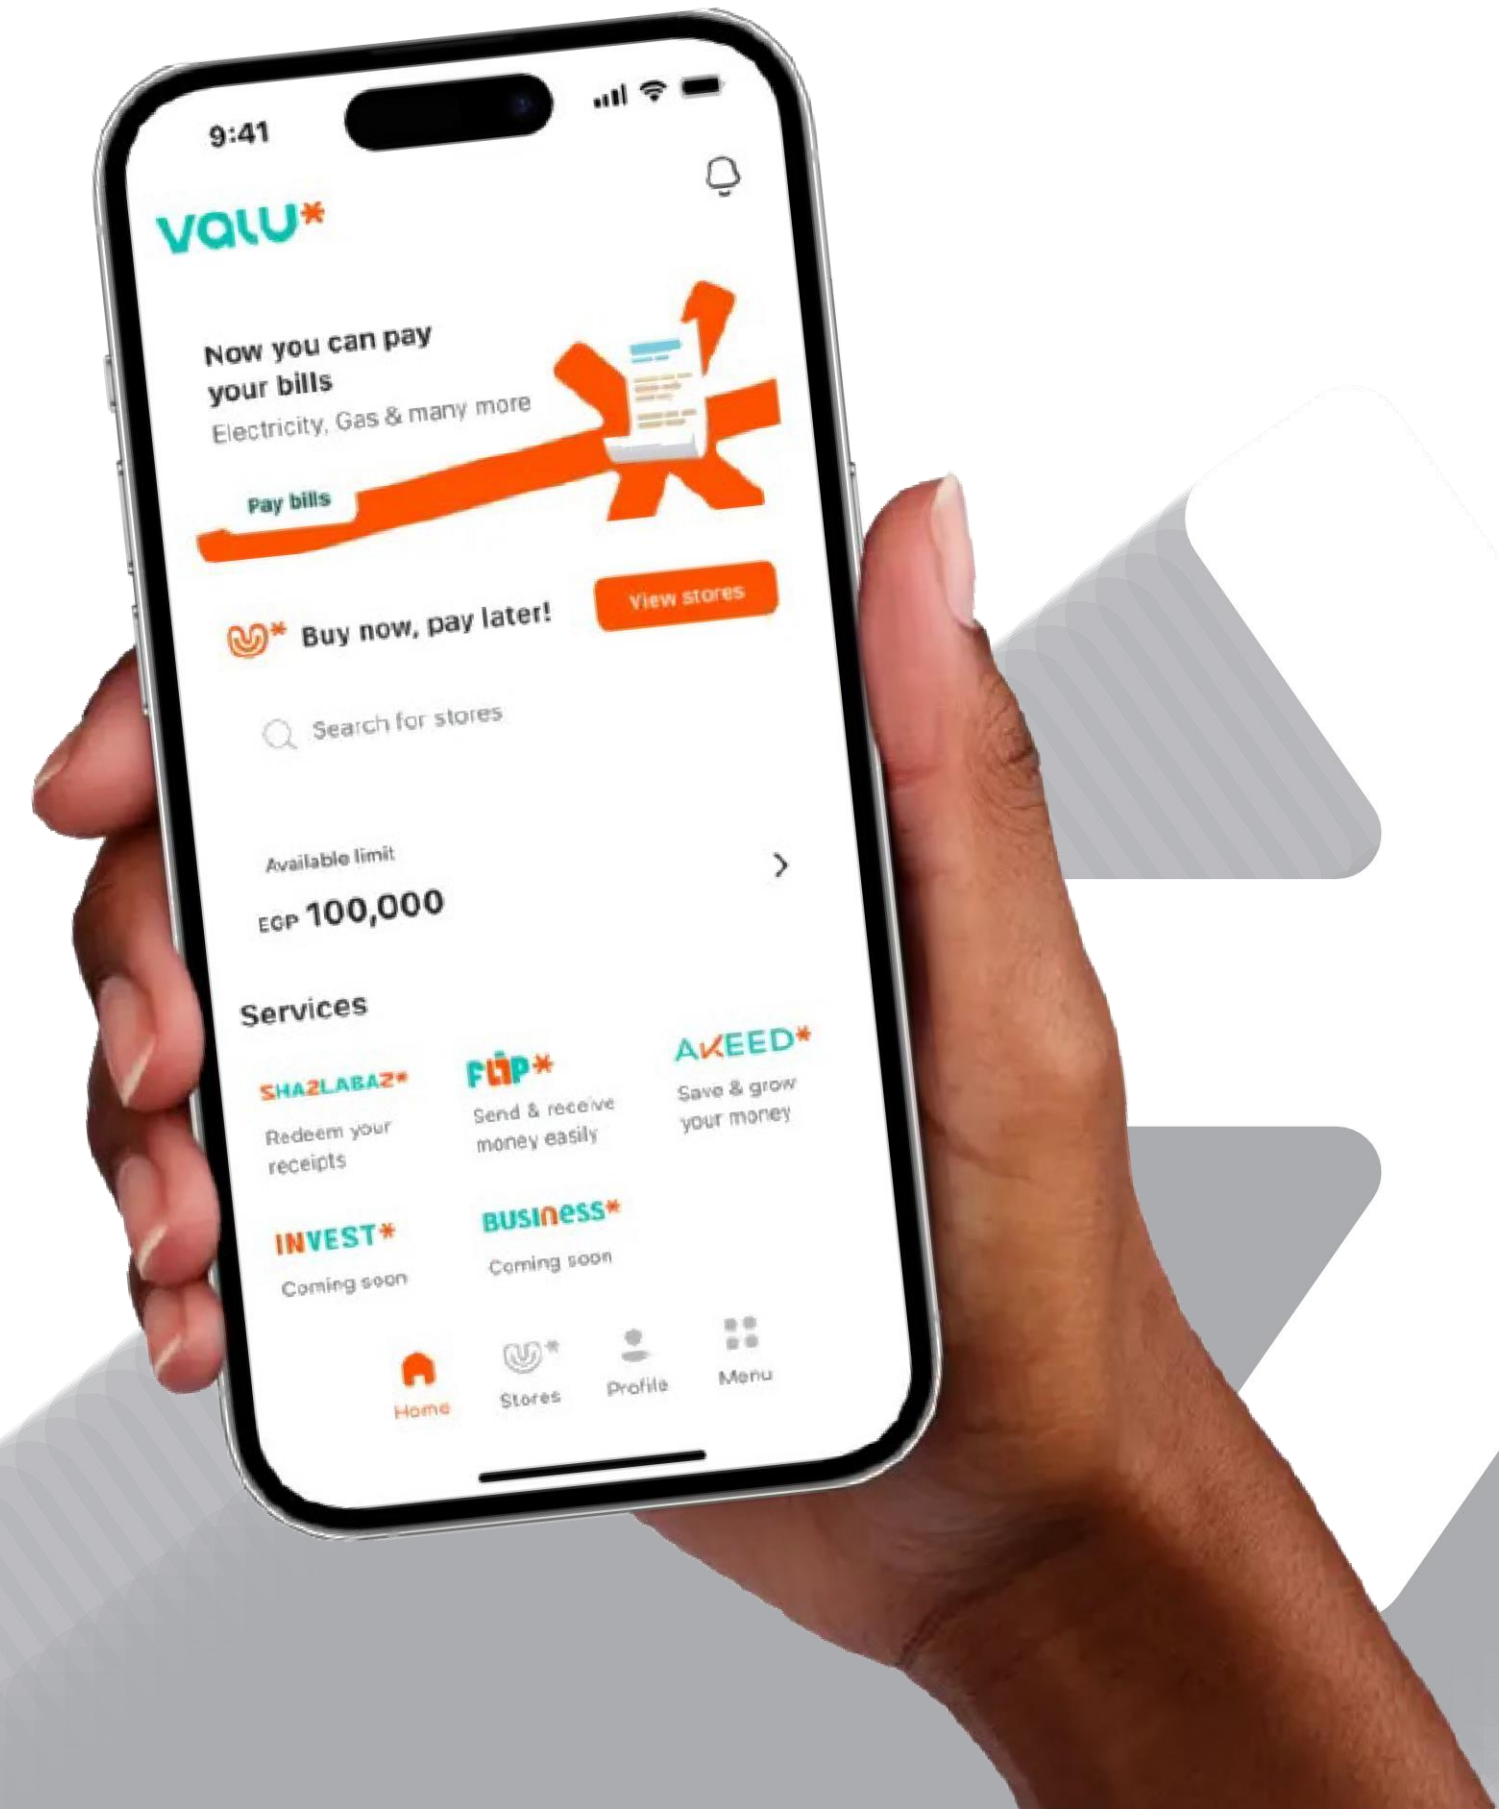 9:41
valu*
Now you can pay
your bills
Electricity, Gas & many more
Pay bills
Buy now, pay later!
View stores
Search for stores
Available limit
EGP 100,000
Services
SHA2LABAZ*
Redeem your
receipts
FLIP*
Send & receive
money easily
AKEED*
Save & grow
your money
INVEST*
Coming soon
BUSINESS*
Coming soon
Home
Stores
Profile
Menu